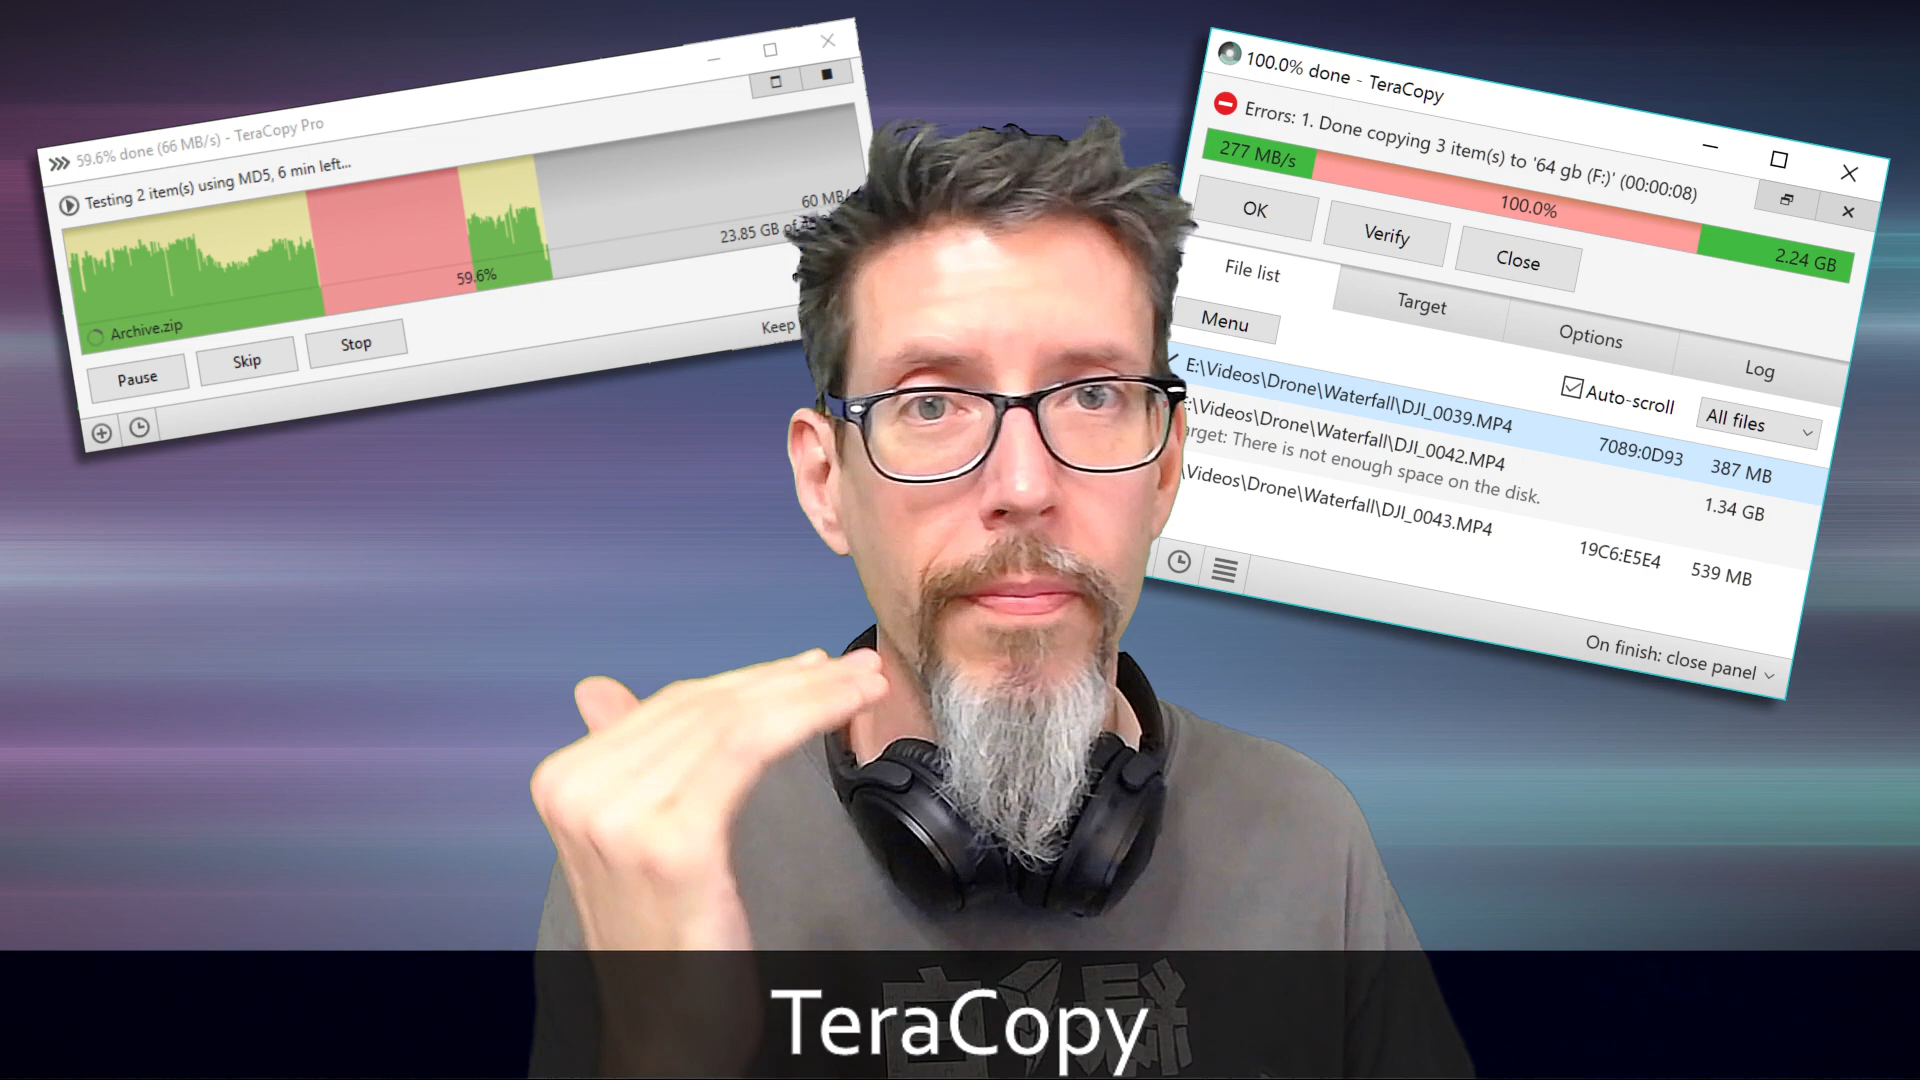 59.6% done (66 MB/s) - TeraCopy Pro
Testing 2 item(s) using MD5, 6 min left...
60 MB/
23.85 GB of
59.6%
Archive.zip
Pause Skip Stop
Keep
100.0% done - TeraCopy
Errors: 1. Done copying 3 item(s) to '64 gb (F:)' (00:00:08)
277 MB/s 100.0% 2.24 GB
OK Verify Close
File list Target Options Log
Menu Auto-scroll All files
E:\Videos\Drone\Waterfall\DJI_0039.MP4 7089:0D93 387 MB
:\Videos\Drone\Waterfall\DJI_0042.MP4 1.34 GB
arget: There is not enough space on the disk.
\Videos\Drone\Waterfall\DJI_0043.MP4 19C6:E5E4 539 MB
On finish: close panel
TeraCopy